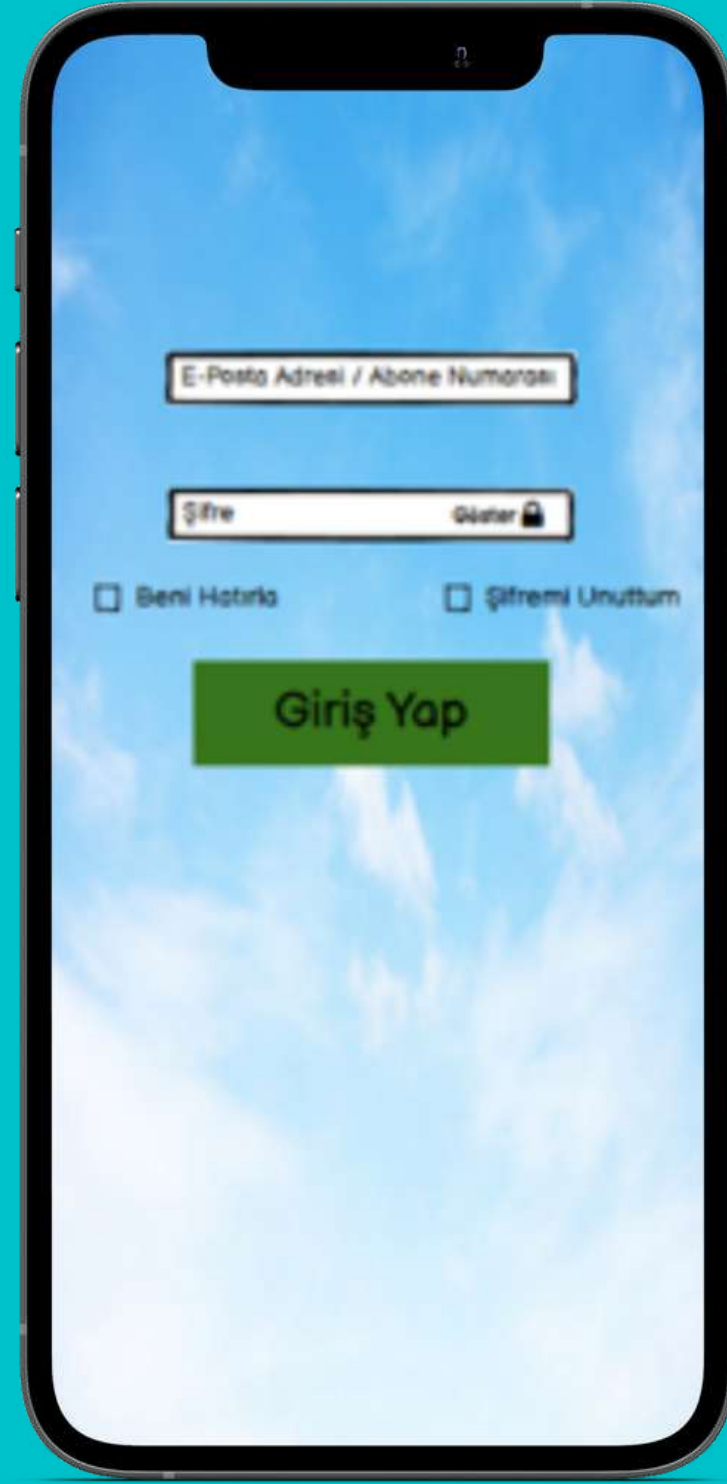 E-Posta Adresi / Abone Numarası
Şifre Göster
Beni Hatırla Şifremi Unuttum
Giriş Yap